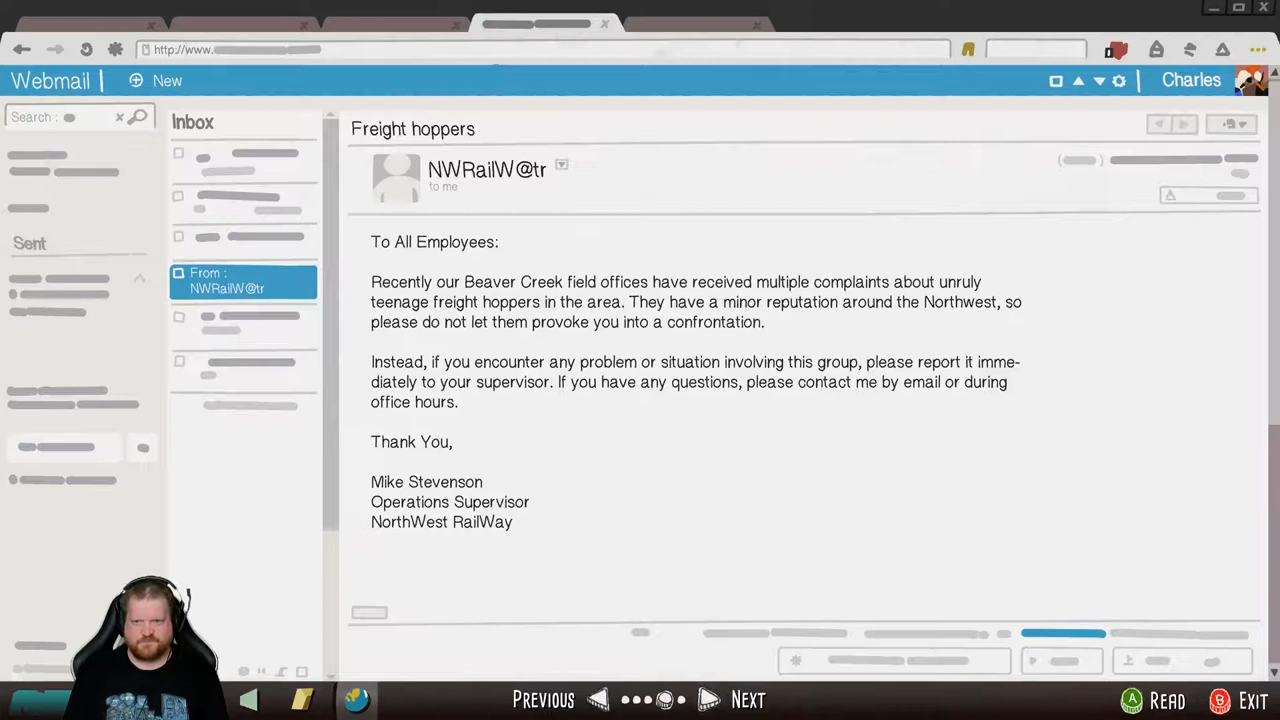 http://www.
Webmail
New
Charles
Search :
Inbox
Freight hoppers
NWRailW@tr
to me
Sent
From :
NWRailW@tr
To All Employees:
Recently our Beaver Creek field offices have received multiple complaints about unruly
teenage freight hoppers in the area. They have a minor reputation around the Northwest, so
please do not let them provoke you into a confrontation.
Instead, if you encounter any problem or situation involving this group, please report it imme-
diately to your supervisor. If you have any questions, please contact me by email or during
office hours.
Thank You,
Mike Stevenson
Operations Supervisor
NorthWest RailWay
Previous
Next
A Read
B Exit